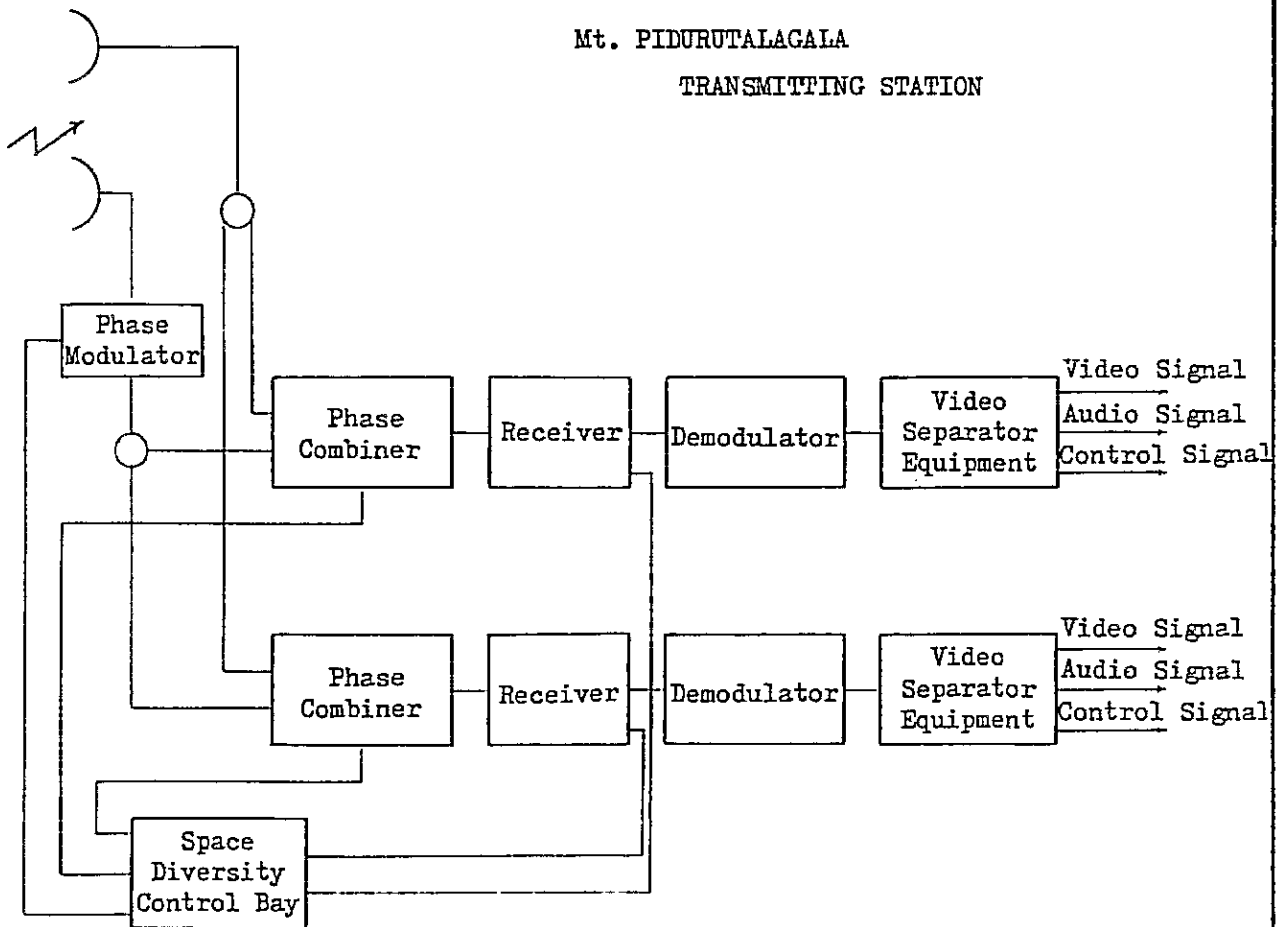 Mt. PIDURUTALAGALA
TRANSMITTING STATION
Phase
Modulator
Phase
Combiner
Receiver
Demodulator
Video
Separator
Equipment
Video Signal
Audio Signal
Control Signal
Phase
Combiner
Receiver
Demodulator
Video
Separator
Equipment
Video Signal
Audio Signal
Control Signal
Space
Diversity
Control Bay